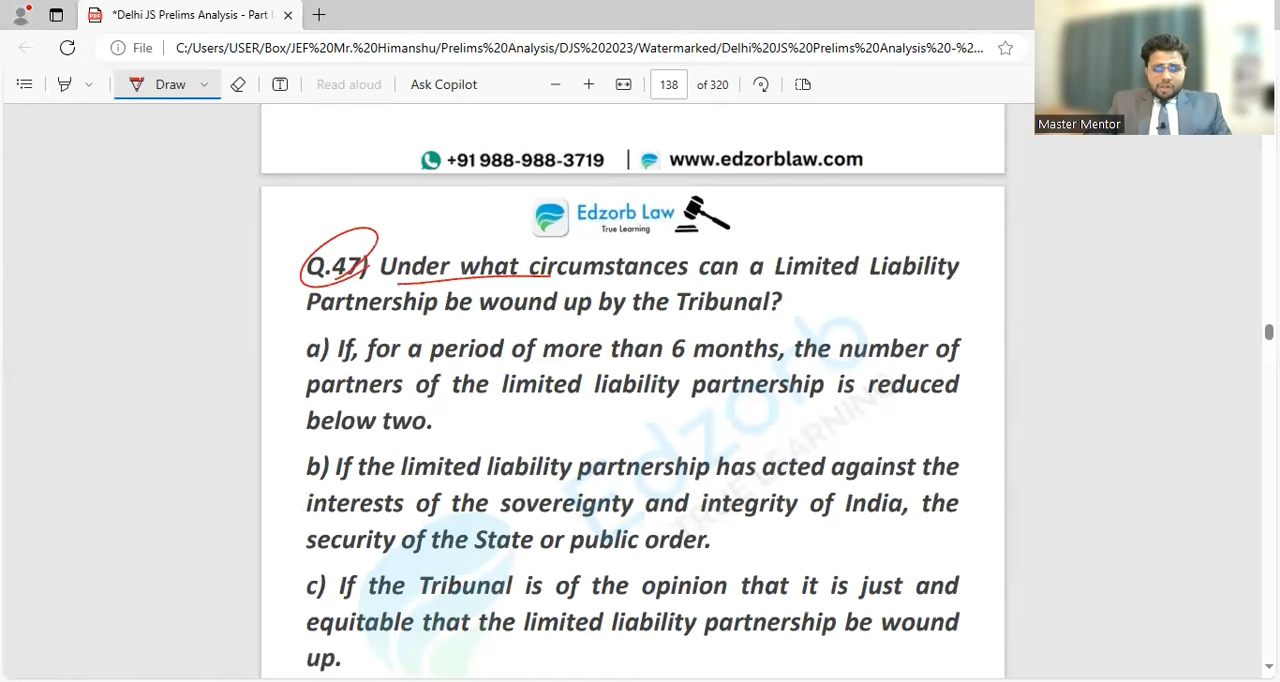 *Delhi JS Prelims Analysis - Part I
File
C:/Users/USER/Box/JEF%20Mr.%20Himanshu/Prelims%20Analysis/DJS%202023/Watermarked/Delhi%20JS%20Prelims%20Analysis%20-%2...
Draw
Read aloud
Ask Copilot
138
of 320
Master Mentor
+91 988-988-3719 | www.edzorblaw.com
Edzorb Law
True Learning
Q.47) Under what circumstances can a Limited Liability
Partnership be wound up by the Tribunal?
a) If, for a period of more than 6 months, the number of
partners of the limited liability partnership is reduced
below two.
b) If the limited liability partnership has acted against the
interests of the sovereignty and integrity of India, the
security of the State or public order.
c) If the Tribunal is of the opinion that it is just and
equitable that the limited liability partnership be wound
up.
Edzorb
TRUE LEARNING